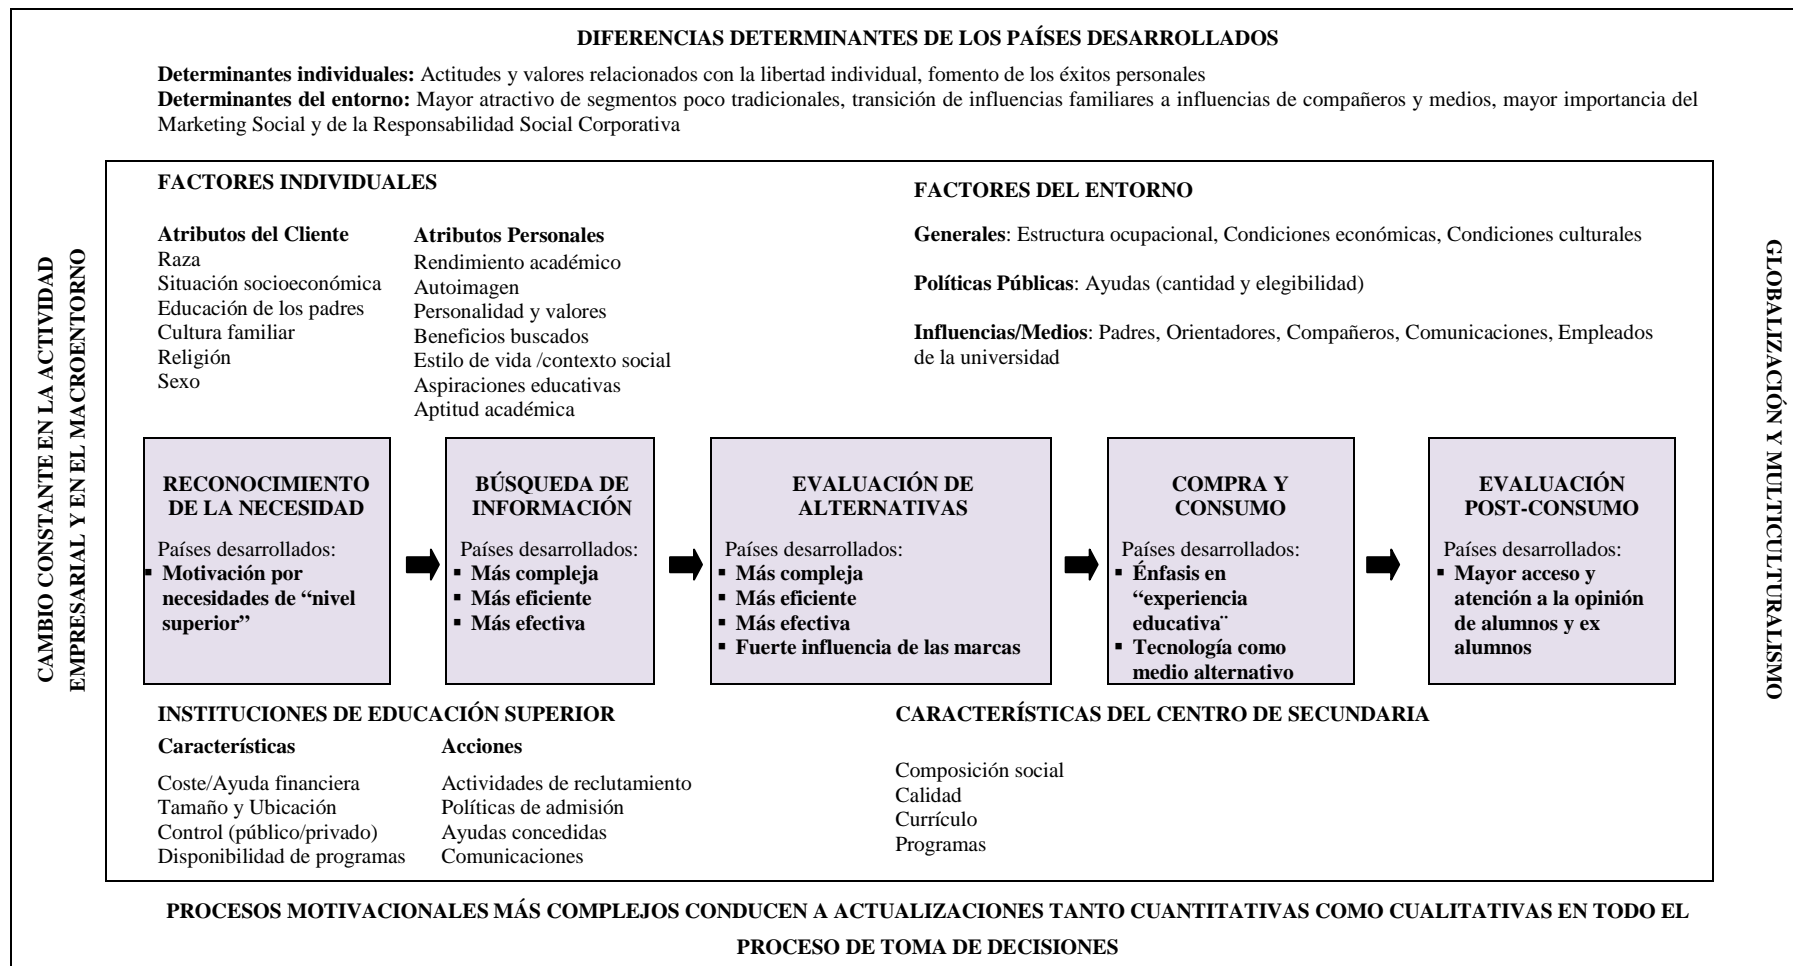 DIFERENCIAS DETERMINANTES DE LOS PAÍSES DESARROLLADOS
Determinantes individuales: Actitudes y valores relacionados con la libertad individual, fomento de los éxitos personales
Determinantes del entorno: Mayor atractivo de segmentos poco tradicionales, transición de influencias familiares a influencias de compañeros y medios, mayor importancia del
Marketing Social y de la Responsabilidad Social Corporativa
CAMBIO CONSTANTE EN LA ACTIVIDAD
EMPRESARIAL Y EN EL MACROENTORNO
FACTORES INDIVIDUALES
Atributos del Cliente
Raza
Situación socioeconómica
Educación de los padres
Cultura familiar
Religión
Sexo
Atributos Personales
Rendimiento académico
Autoimagen
Personalidad y valores
Beneficios buscados
Estilo de vida /contexto social
Aspiraciones educativas
Aptitud académica
FACTORES DEL ENTORNO
Generales: Estructura ocupacional, Condiciones económicas, Condiciones culturales
Políticas Públicas: Ayudas (cantidad y elegibilidad)
Influencias/Medios: Padres, Orientadores, Compañeros, Comunicaciones, Empleados
de la universidad
GLOBALIZACIÓN Y MULTICULTURALISMO
RECONOCIMIENTO
DE LA NECESIDAD
Países desarrollados:
▪ Motivación por
necesidades de “nivel
superior”
BÚSQUEDA DE
INFORMACIÓN
Países desarrollados:
▪ Más compleja
▪ Más eficiente
▪ Más efectiva
EVALUACIÓN DE
ALTERNATIVAS
Países desarrollados:
▪ Más compleja
▪ Más eficiente
▪ Más efectiva
▪ Fuerte influencia de las marcas
COMPRA Y
CONSUMO
Países desarrollados:
▪ Énfasis en
“experiencia
educativa¨
▪ Tecnología como
medio alternativo
EVALUACIÓN
POST-CONSUMO
Países desarrollados:
▪ Mayor acceso y
atención a la opinión
de alumnos y ex
alumnos
INSTITUCIONES DE EDUCACIÓN SUPERIOR
Características
Coste/Ayuda financiera
Tamaño y Ubicación
Control (público/privado)
Disponibilidad de programas
Acciones
Actividades de reclutamiento
Políticas de admisión
Ayudas concedidas
Comunicaciones
CARACTERÍSTICAS DEL CENTRO DE SECUNDARIA
Composición social
Calidad
Currículo
Programas
PROCESOS MOTIVACIONALES MÁS COMPLEJOS CONDUCEN A ACTUALIZACIONES TANTO CUANTITATIVAS COMO CUALITATIVAS EN TODO EL
PROCESO DE TOMA DE DECISIONES